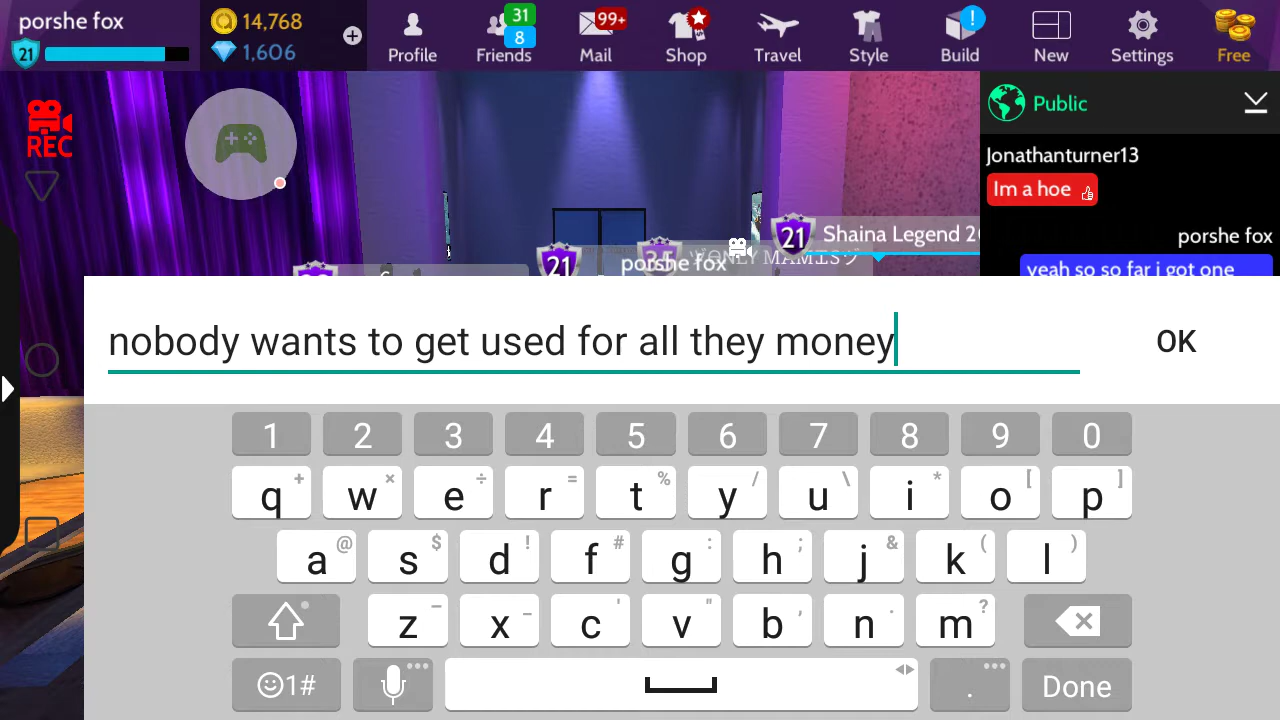 porshe fox
21
14,768
1,606
31
8
99+
!
Profile
Friends
Mail
Shop
Travel
Style
Build
New
Settings
Free
REC
Public
Jonathanturner13
Im a hoe
porshe fox
yeah so so far i got one
21 Shaina Legend
21
porshe fox
nobody wants to get used for all they money
OK
1 2 3 4 5 6 7 8 9 0
+ × ÷ = % / \ * [ ]
q w e r t y u i o p
@ $ ! # : ; & ( )
a s d f g h j k l
z x c v b n m ?
1# . Done